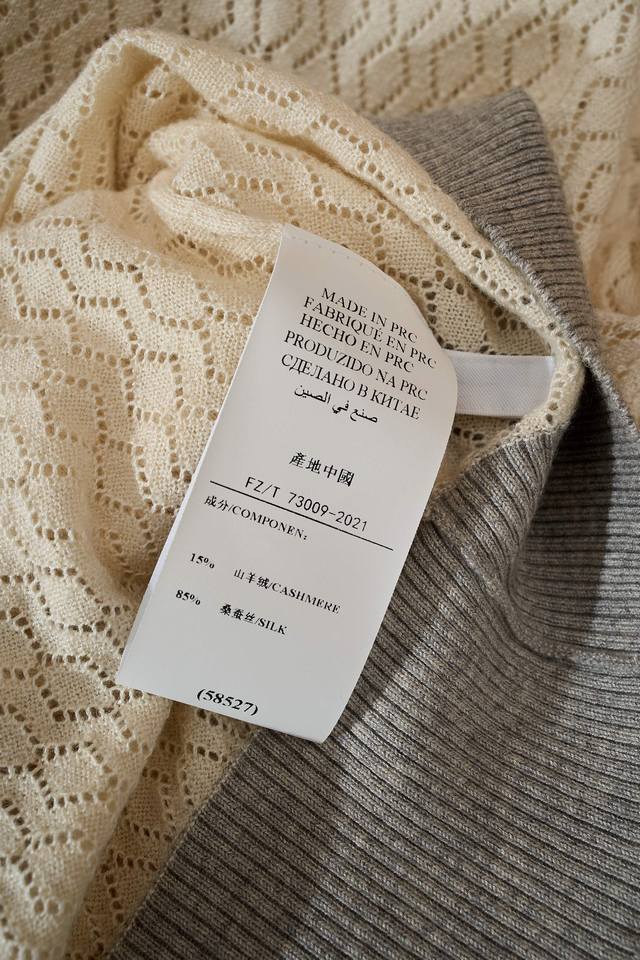 MADE IN PRC
FABRIQUÉ EN PRC
HECHO EN PRC
PRODUZIDO NA PRC
СДЕЛАНО В КИТАЕ
صنع في الصين
產地中國
FZ/T 73009-2021
成分/COMPONEN:
15% 山羊绒/CASHMERE
85% 桑蚕丝/SILK
(58527)